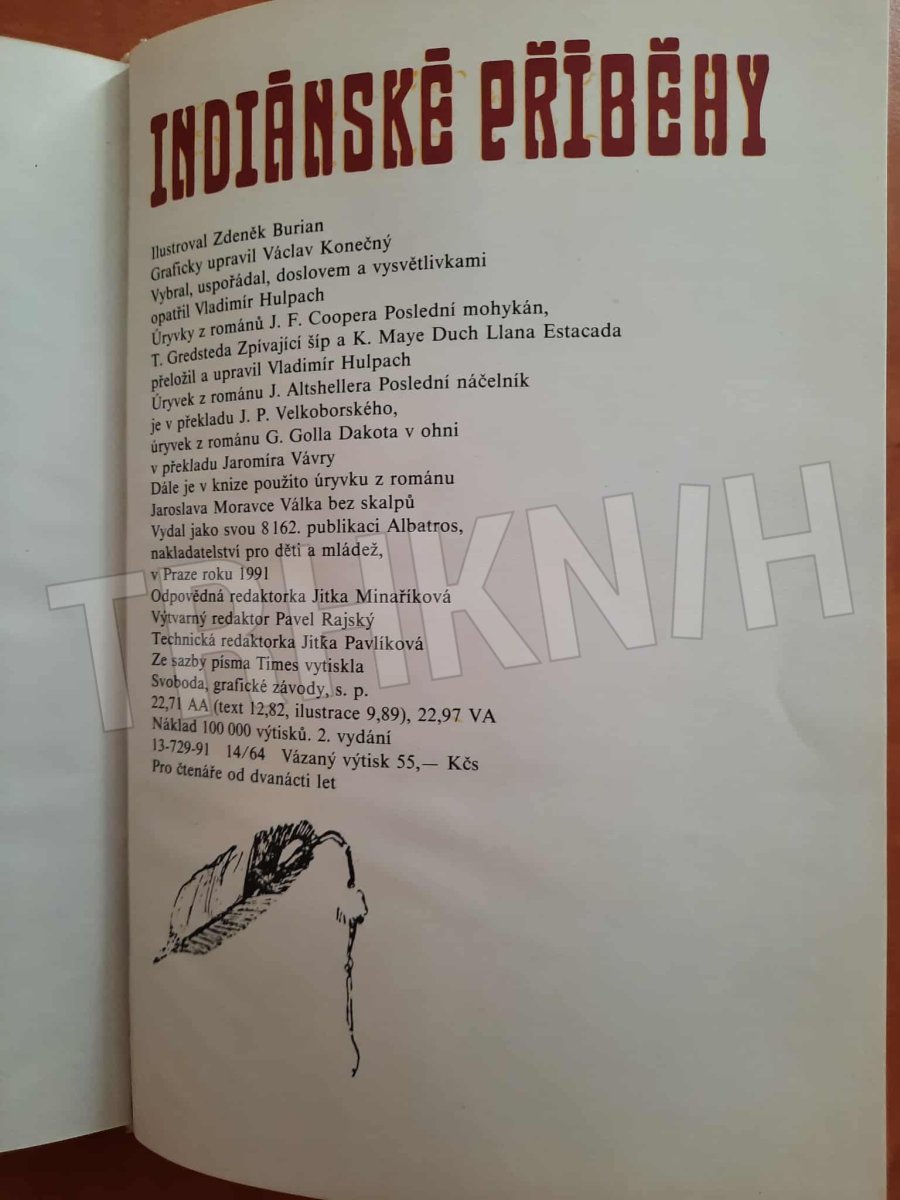 INDIÁNSKÉ PŘÍBĚHY
Ilustroval Zdeněk Burian
Graficky upravil Václav Konečný
Vybral, uspořádal, doslovem a vysvětlivkami
opatřil Vladimír Hulpach
Úryvky z románů J. F. Coopera Poslední mohykán,
T. Gredsteda Zpívající šíp a K. Maye Duch Llana Estacada
přeložil a upravil Vladimír Hulpach
Úryvek z románu J. Altshellera Poslední náčelník
je v překladu J. P. Velkoborského,
úryvek z románu G. Golla Dakota v ohni
v překladu Jaromíra Vávry
Dále je v knize použito úryvku z románu
Jaroslava Moravce Válka bez skalpů
Vydal jako svou 8162. publikaci Albatros,
nakladatelství pro děti a mládež,
v Praze roku 1991
Odpovědná redaktorka Jitka Minaříková
Výtvarný redaktor Pavel Rajský
Technická redaktorka Jitka Pavlíková
Ze sazby písma Times vytiskla
Svoboda, grafické závody, s. p.
22,71 AA (text 12,82, ilustrace 9,89), 22,97 VA
Náklad 100 000 výtisků. 2. vydání
13-729-91 14/64 Vázaný výtisk 55,— Kčs
Pro čtenáře od dvanácti let
TRHKNIH